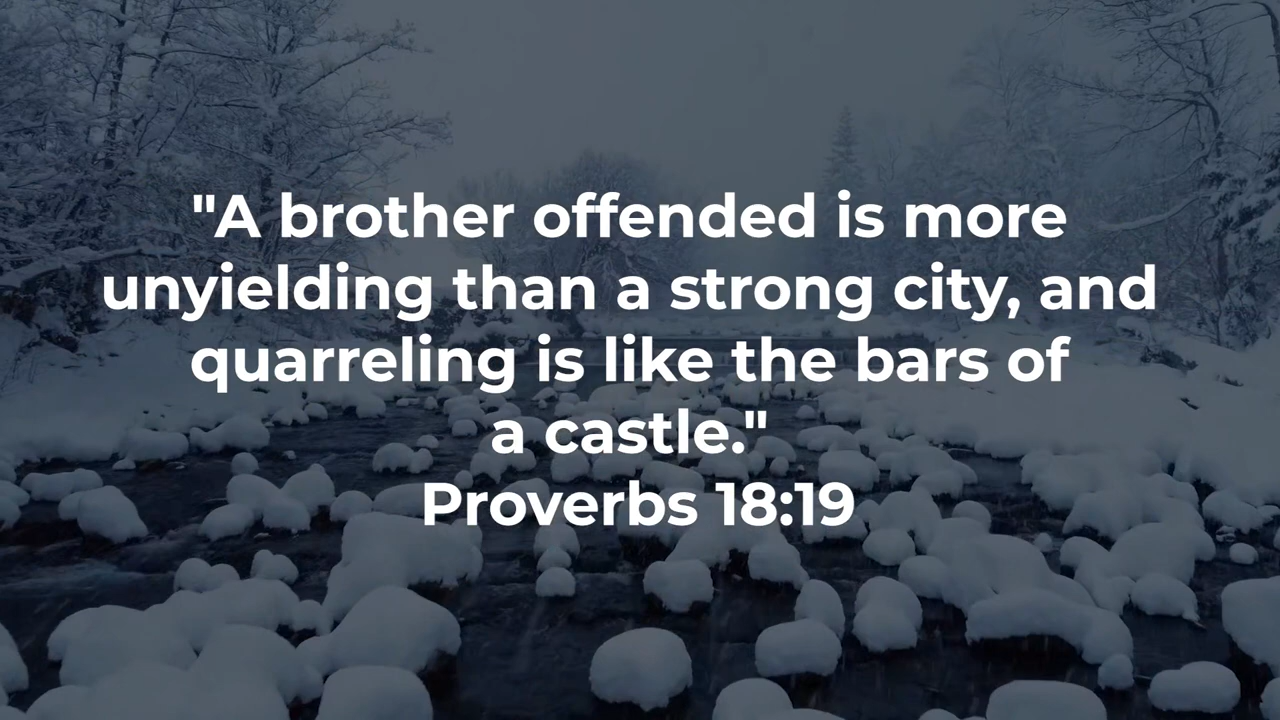 "A brother offended is more
unyielding than a strong city, and
quarreling is like the bars of
a castle."
Proverbs 18:19